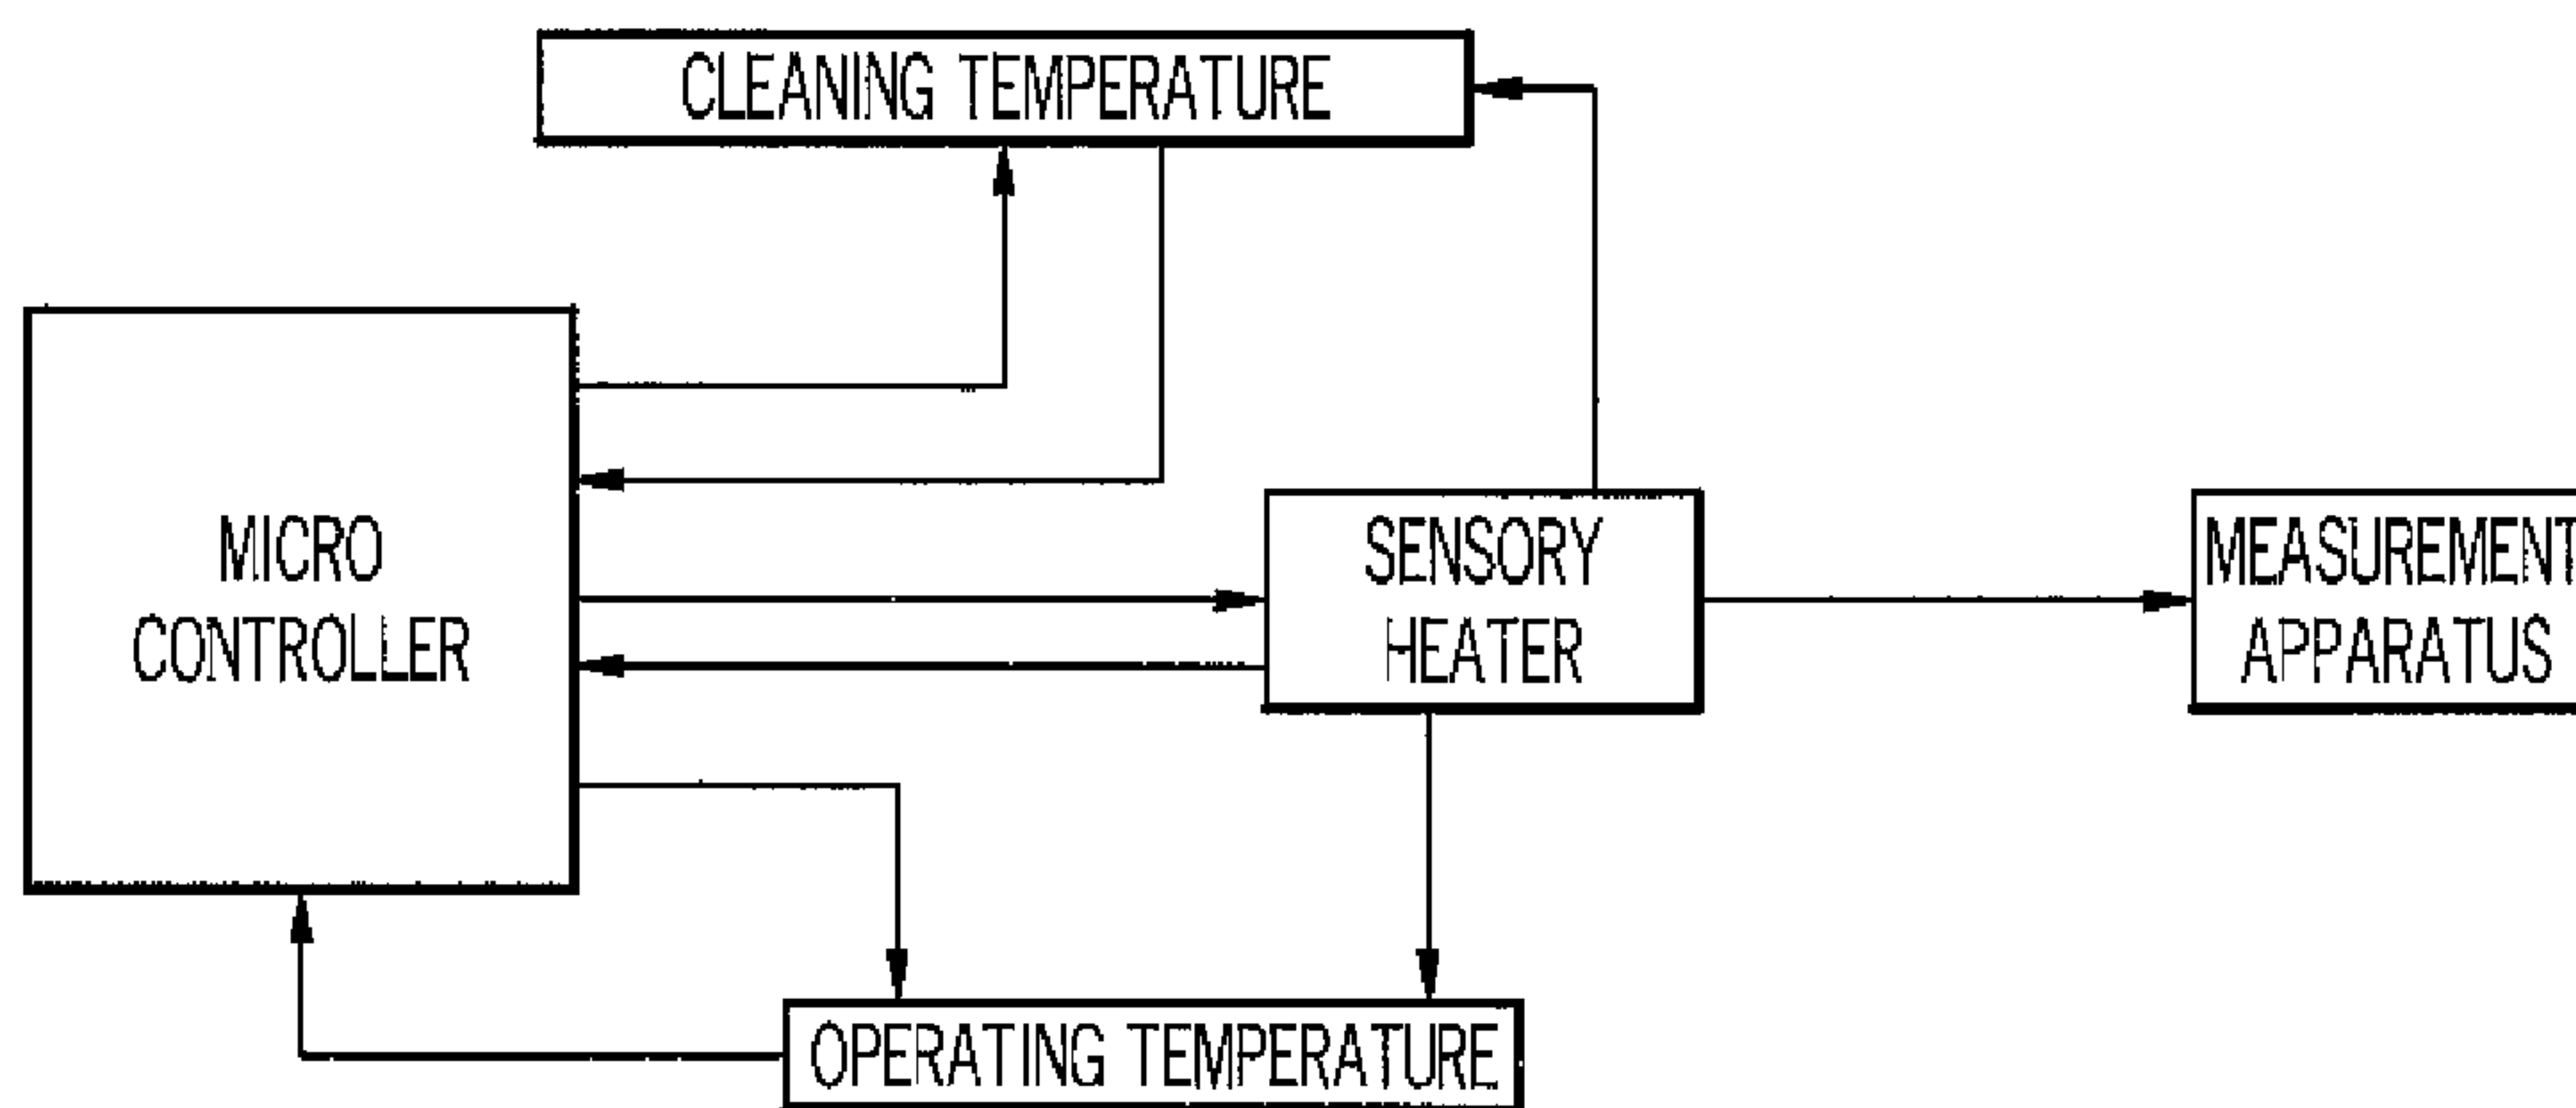 CLEANING TEMPERATURE
MICRO
CONTROLLER
SENSORY
HEATER
MEASUREMENT
APPARATUS
OPERATING TEMPERATURE